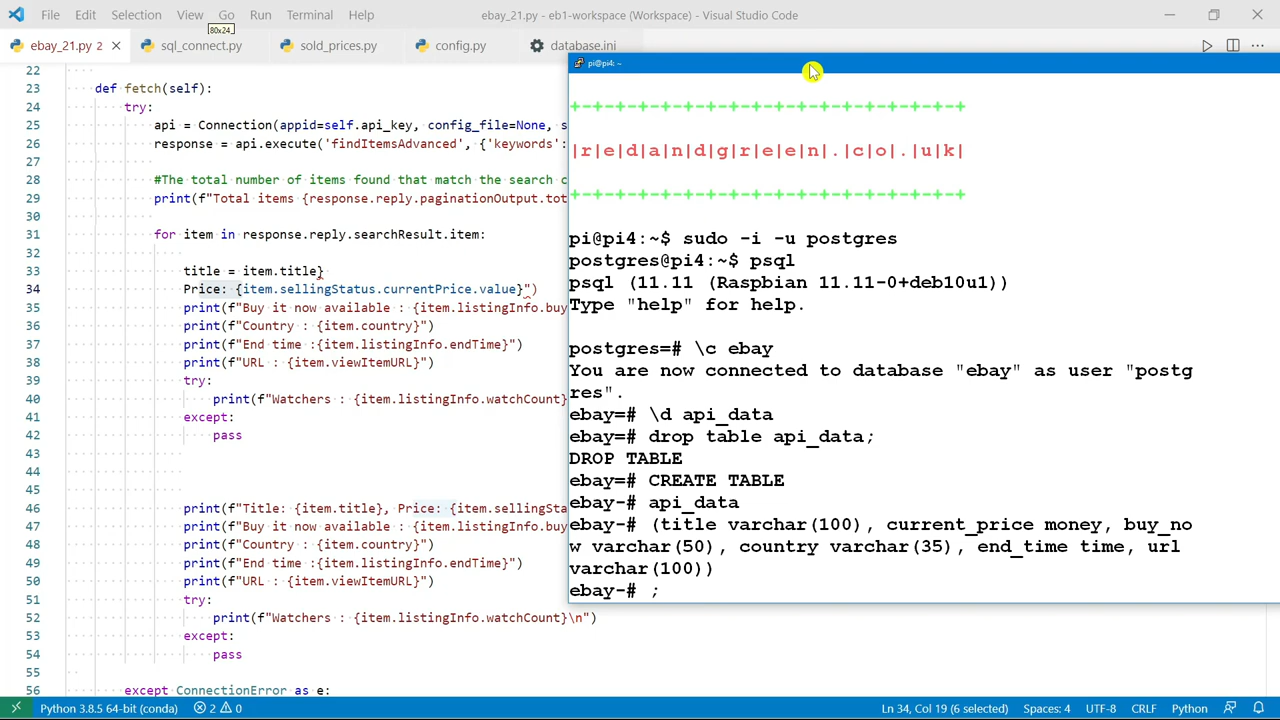 File Edit Selection View Go Run Terminal Help ebay_21.py - eb1-workspace (Workspace) - Visual Studio Code
80x24
ebay_21.py 2 sql_connect.py sold_prices.py config.py database.ini
22
23 def fetch(self):
24 try:
25 api = Connection(appid=self.api_key, config_file=None, s
26 response = api.execute('findItemsAdvanced', {'keywords':
27
28 #The total number of items found that match the search c
29 print(f"Total items {response.reply.paginationOutput.tot
30
31 for item in response.reply.searchResult.item:
32
33 title = item.title}
34 Price: {item.sellingStatus.currentPrice.value}")
35 print(f"Buy it now available : {item.listingInfo.buy
36 print(f"Country : {item.country}")
37 print(f"End time :{item.listingInfo.endTime}")
38 print(f"URL : {item.viewItemURL}")
39 try:
40 print(f"Watchers : {item.listingInfo.watchCount}
41 except:
42 pass
43
44
45
46 print(f"Title: {item.title}, Price: {item.sellingSta
47 print(f"Buy it now available : {item.listingInfo.buy
48 print(f"Country : {item.country}")
49 print(f"End time :{item.listingInfo.endTime}")
50 print(f"URL : {item.viewItemURL}")
51 try:
52 print(f"Watchers : {item.listingInfo.watchCount}\n")
53 except:
54 pass
55
56 except ConnectionError as e:
pi@pi4: ~
+-+-+-+-+-+-+-+-+-+-+-+-+-+-+-+-+-+
|r|e|d|a|n|d|g|r|e|e|n|.|c|o|.|u|k|
+-+-+-+-+-+-+-+-+-+-+-+-+-+-+-+-+-+
pi@pi4:~$ sudo -i -u postgres
postgres@pi4:~$ psql
psql (11.11 (Raspbian 11.11-0+deb10u1))
Type "help" for help.
postgres=# \c ebay
You are now connected to database "ebay" as user "postg
res".
ebay=# \d api_data
ebay=# drop table api_data;
DROP TABLE
ebay=# CREATE TABLE
ebay-# api_data
ebay-# (title varchar(100), current_price money, buy_no
w varchar(50), country varchar(35), end_time time, url
varchar(100))
ebay-# ;
Python 3.8.5 64-bit (conda) 2 0 Ln 34, Col 19 (6 selected) Spaces: 4 UTF-8 CRLF Python